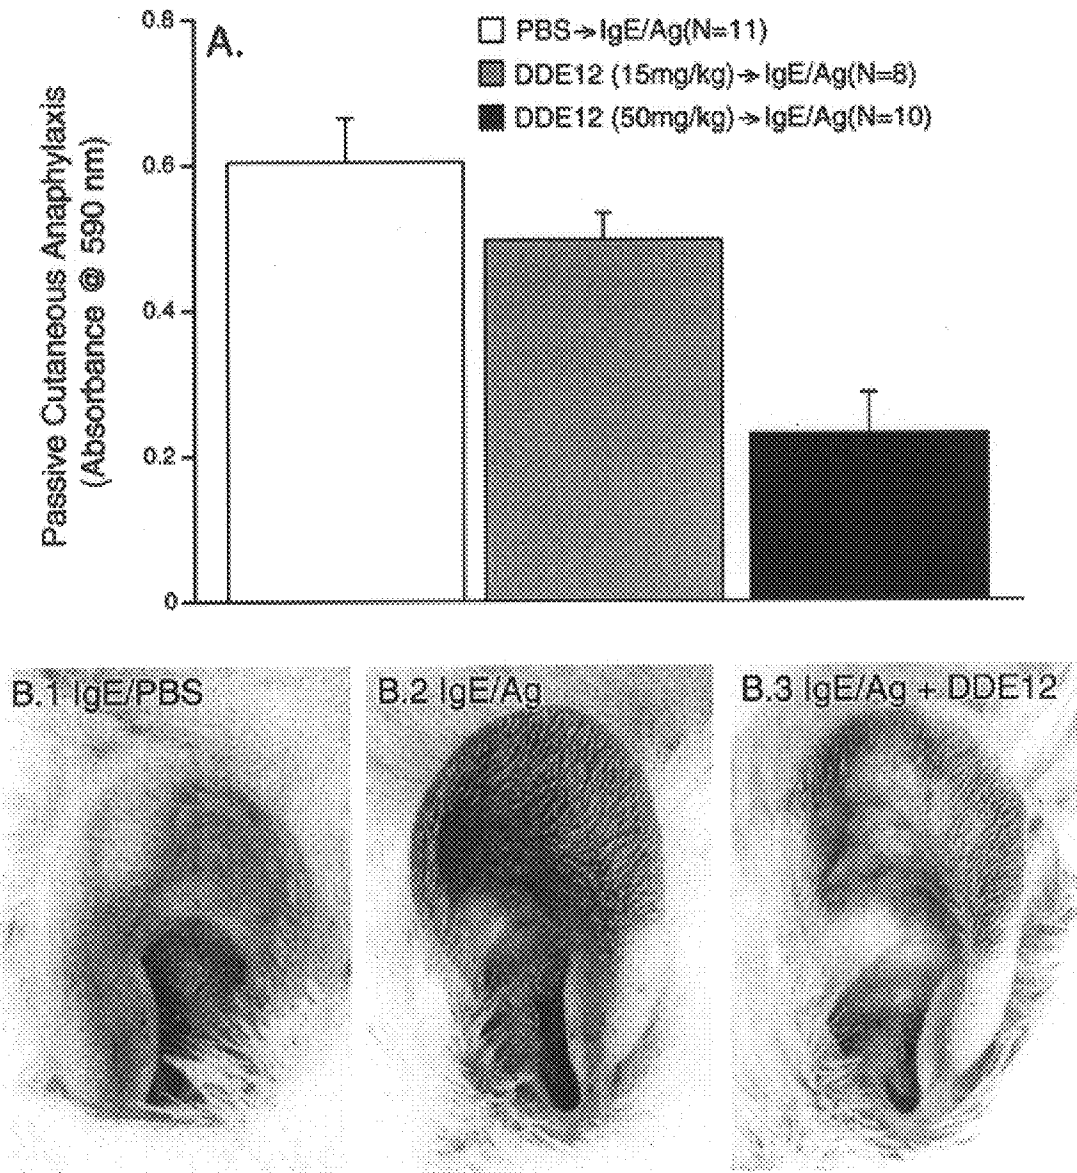 A.
PBS→IgE/Ag(N=11)
DDE12 (15mg/kg)→IgE/Ag(N=8)
DDE12 (50mg/kg)→IgE/Ag(N=10)
Passive Cutaneous Anaphylaxis
(Absorbance @ 590 nm)
0.8
0.6
0.4
0.2
0
B.1 IgE/PBS
B.2 IgE/Ag
B.3 IgE/Ag + DDE12